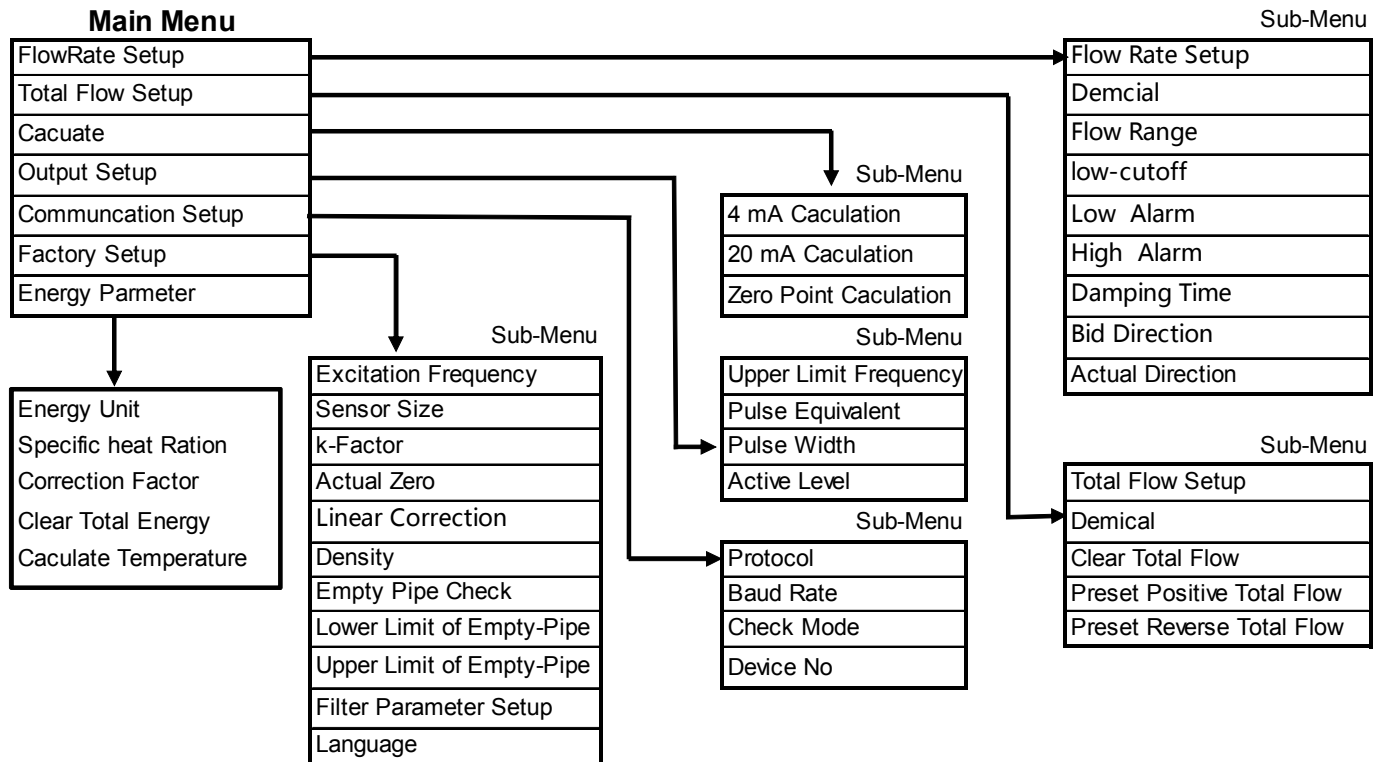 Main Menu
FlowRate Setup
Total Flow Setup
Cacuate
Output Setup
Communcation Setup
Factory Setup
Energy Parmeter
Energy Unit
Specific heat Ration
Correction Factor
Clear Total Energy
Caculate Temperature
Sub-Menu
Excitation Frequency
Sensor Size
k-Factor
Actual Zero
Linear Correction
Density
Empty Pipe Check
Lower Limit of Empty-Pipe
Upper Limit of Empty-Pipe
Filter Parameter Setup
Language
Sub-Menu
4 mA Caculation
20 mA Caculation
Zero Point Caculation
Sub-Menu
Upper Limit Frequency
Pulse Equivalent
Pulse Width
Active Level
Sub-Menu
Protocol
Baud Rate
Check Mode
Device No
Sub-Menu
Flow Rate Setup
Demcial
Flow Range
low-cutoff
Low Alarm
High Alarm
Damping Time
Bid Direction
Actual Direction
Sub-Menu
Total Flow Setup
Demical
Clear Total Flow
Preset Positive Total Flow
Preset Reverse Total Flow